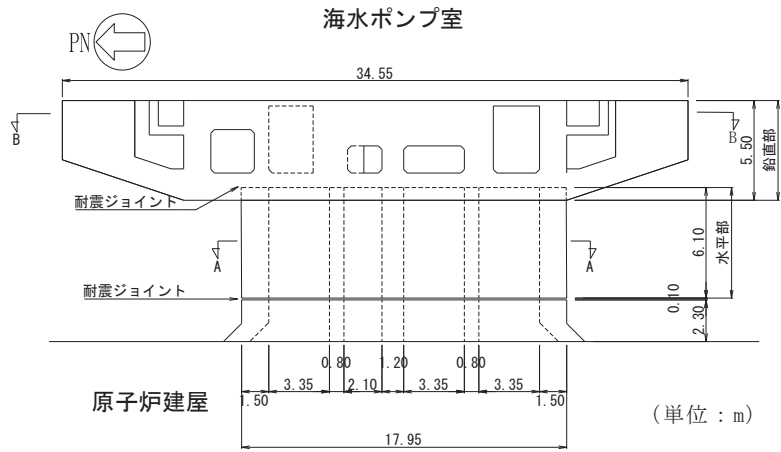 海水ポンプ室
PN
34.55
B
B
5.50
鉛直部
耐震ジョイント
A
A
6.10
水平部
耐震ジョイント
0.10
2.30
0.80
1.20
0.80
3.35
2.10
3.35
3.35
1.50
1.50
原子炉建屋
(単位：m)
17.95